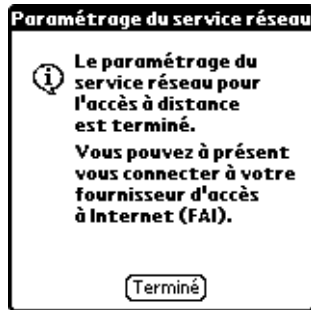 Paramétrage du service réseau
Le paramétrage du
service réseau pour
l'accès à distance
est terminé.
Vous pouvez à présent
vous connecter à votre
fournisseur d'accès
à Internet (FAI).
Terminé